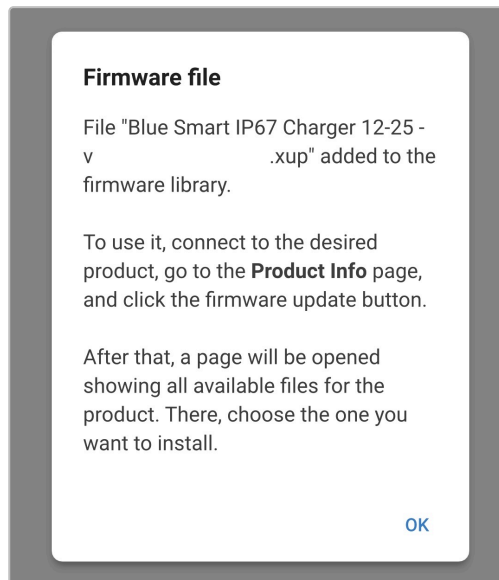 Firmware file
File "Blue Smart IP67 Charger 12-25 -
v .xup" added to the
firmware library.
To use it, connect to the desired
product, go to the Product Info page,
and click the firmware update button.
After that, a page will be opened
showing all available files for the
product. There, choose the one you
want to install.
OK